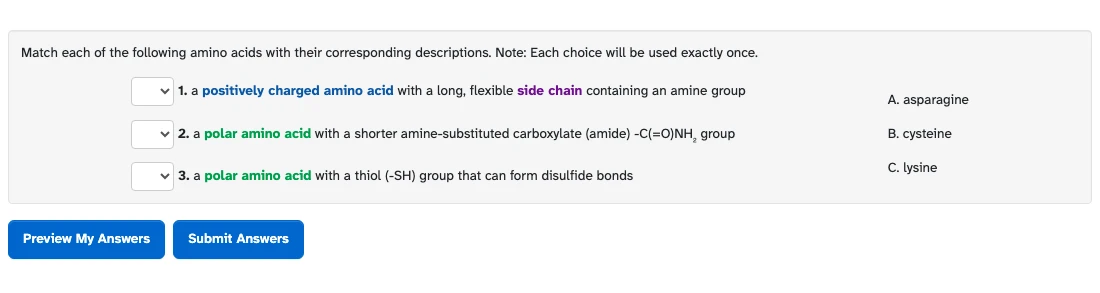 Match each of the following amino acids with their corresponding descriptions. Note: Each choice will be used exactly once.
1. a positively charged amino acid with a long, flexible side chain containing an amine group
2. a polar amino acid with a shorter amine-substituted carboxylate (amide) -C(=O)NH₂ group
3. a polar amino acid with a thiol (-SH) group that can form disulfide bonds
A. asparagine
B. cysteine
C. lysine
Preview My Answers
Submit Answers